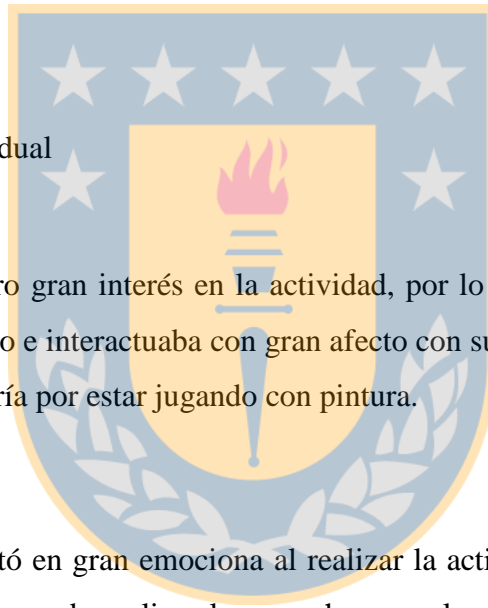 dual
ro gran interés en la actividad, por lo
o e interactuaba con gran afecto con su
ría por estar jugando con pintura.
tó en gran emociona al realizar la acti